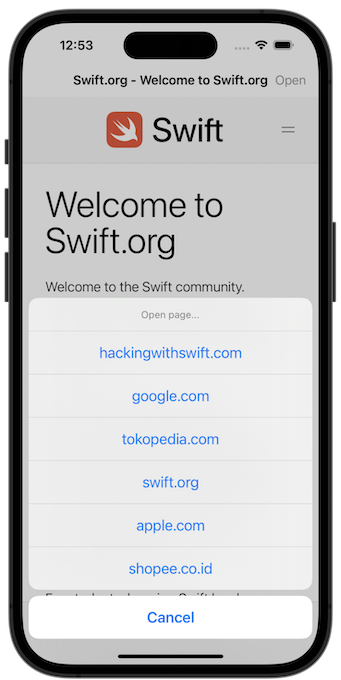 12:53
Swift.org - Welcome to Swift.org Open
Swift
Welcome to
Swift.org
Welcome to the Swift community.
Open page...
hackingwithswift.com
google.com
tokopedia.com
swift.org
apple.com
shopee.co.id
Cancel